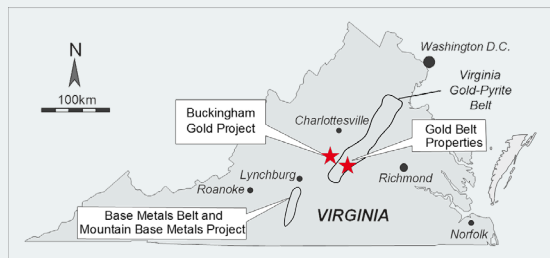 N
100km
Washington D.C.
Virginia
Gold-Pyrite
Belt
Buckingham
Gold Project
Charlottesville
Gold Belt
Properties
Lynchburg
Roanoke
Richmond
Base Metals Belt and
Mountain Base Metals Project
VIRGINIA
Norfolk